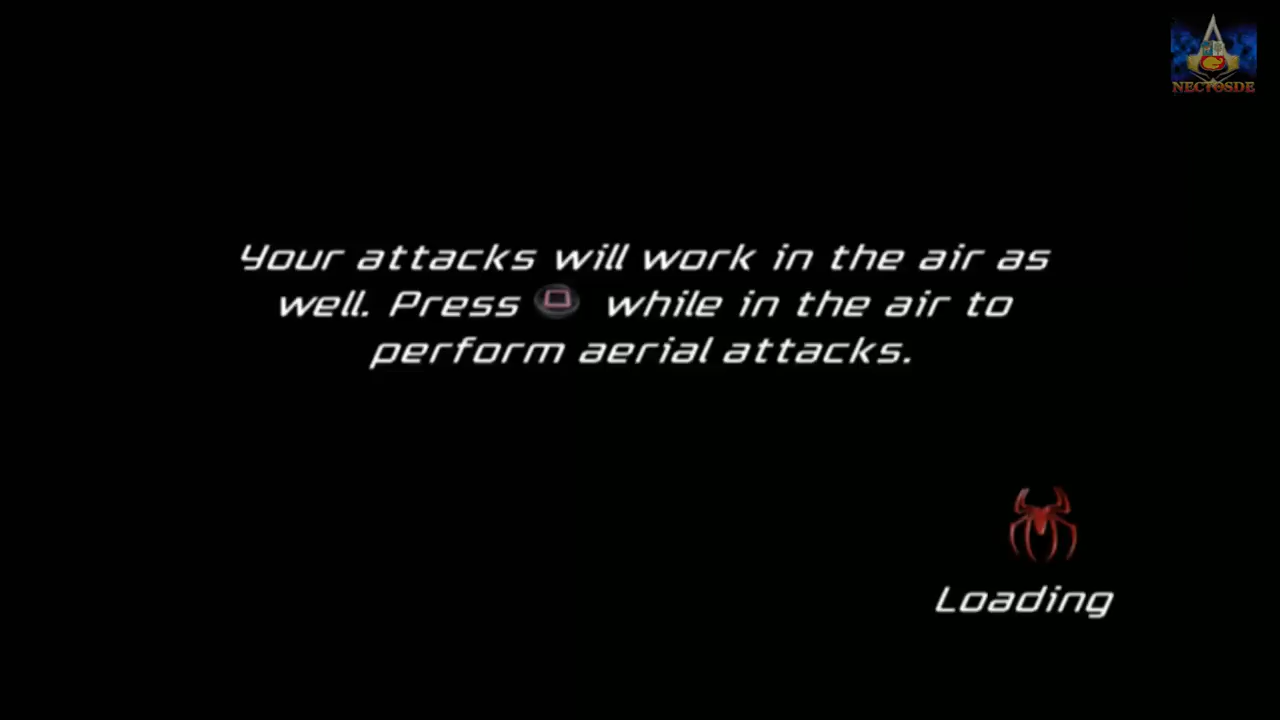 NECTOSDE
Your attacks will work in the air as
well. Press while in the air to
perform aerial attacks.
Loading